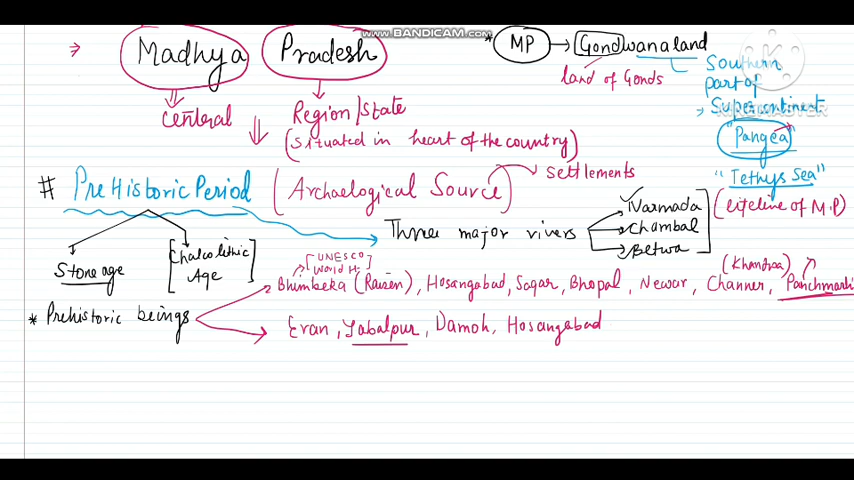 www.BANDICAM.com
⇒ Madhya Pradesh
* MP → Gondwanaland
land of Gonds
Southern part of Supercontinent
"Pangea"
"Tethys Sea"
Central
Region/State
(situated in heart of the country)
# PreHistoric Period [Archaelogical Source]
settlements
Three major rivers
Narmada
Chambal
Betwa
(lifeline of M.P)
Stone age
[Chalcolithic Age]
[UNESCO World H.]
* Prehistoric beings
Bhimbeka (Raisen), Hosangabad, Sagar, Bhopal, Newar, Channer, Panchmarhi
Eran, Jabalpur, Damoh, Hosangabad